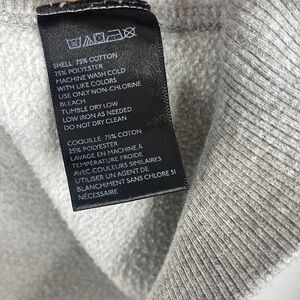 SHELL: 75% COTTON
25% POLYESTER
MACHINE WASH COLD
WITH LIKE COLORS
USE ONLY NON-CHLORINE
BLEACH
TUMBLE DRY LOW
LOW IRON AS NEEDED
DO NOT DRY CLEAN
COQUILLE: 75% COTON
25% POLYESTER
LAVAGE EN MACHINE À
TEMPÉRATURE FROIDE
AVEC COULEURS SIMILAIRES
UTILISER UN AGENT DE
BLANCHIMENT SANS CHLORE SI
NÉCESSAIRE